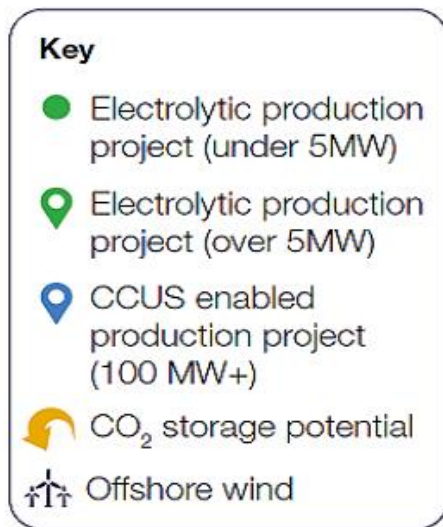 Key
Electrolytic production
project (under 5MW)
Electrolytic production
project (over 5MW)
CCUS enabled
production project
(100 MW+)
CO₂ storage potential
Offshore wind